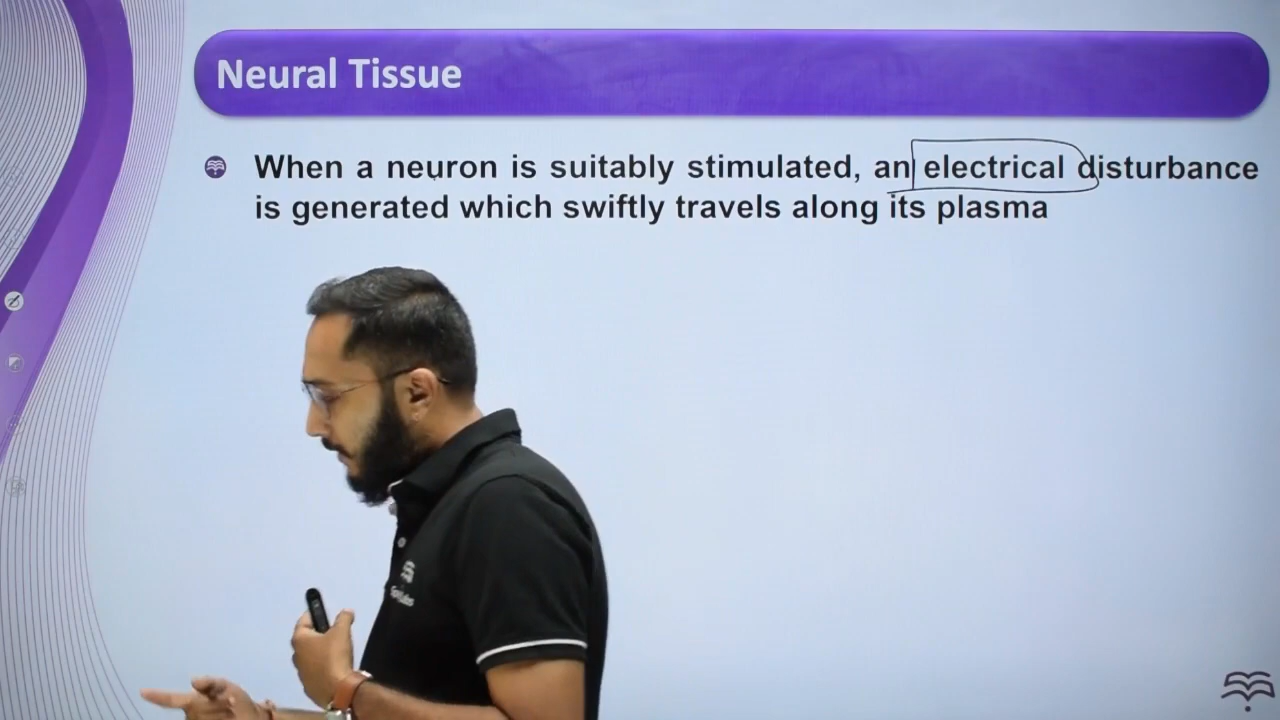 Neural Tissue
When a neuron is suitably stimulated, an electrical disturbance
is generated which swiftly travels along its plasma